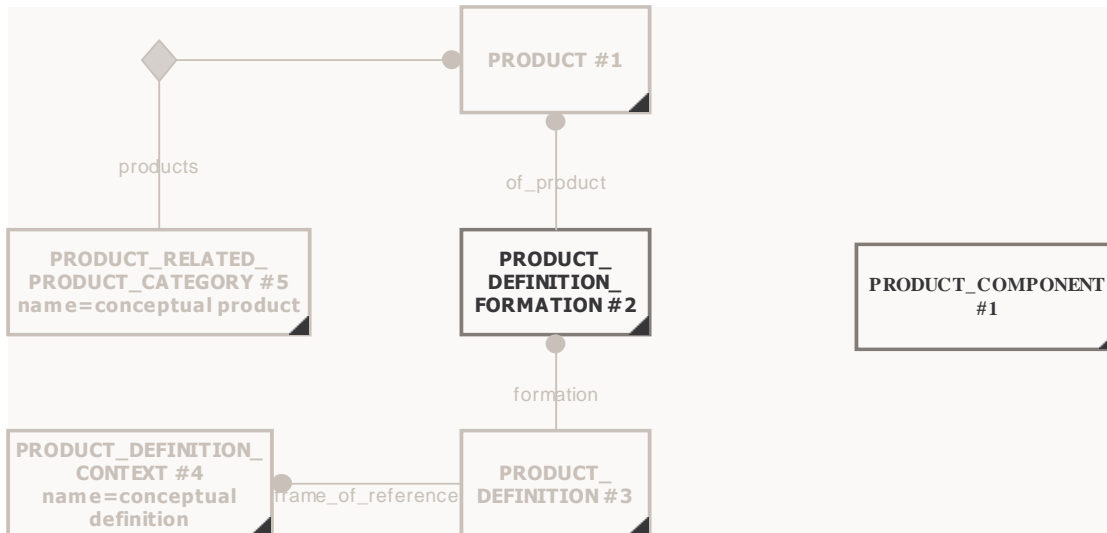 PRODUCT #1
products
of_product
PRODUCT_RELATED_
PRODUCT_CATEGORY #5
name=conceptual product
PRODUCT_
DEFINITION_
FORMATION #2
PRODUCT_COMPONENT
#1
formation
PRODUCT_DEFINITION_
CONTEXT #4
name=conceptual
definition
frame_of_reference
PRODUCT_
DEFINITION #3